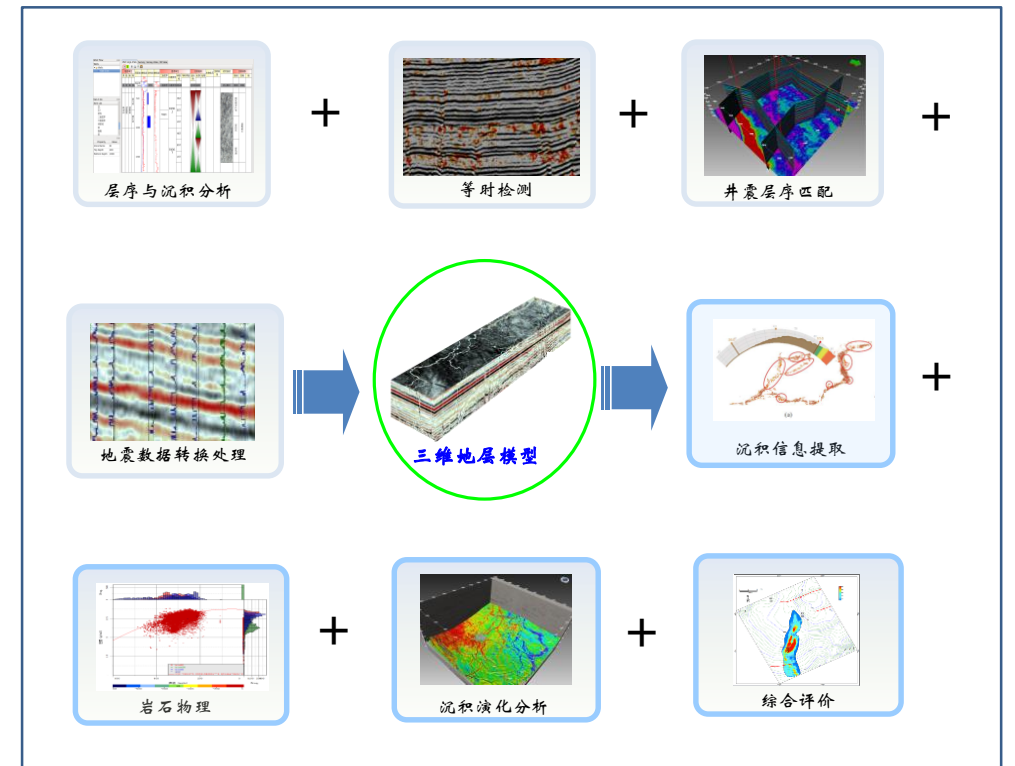 层序与沉积分析
+
等时检测
+
井震层序匹配
+
地震数据转换处理
三维地层模型
(a)
沉积信息提取
+
岩石物理
+
沉积演化分析
+
综合评价